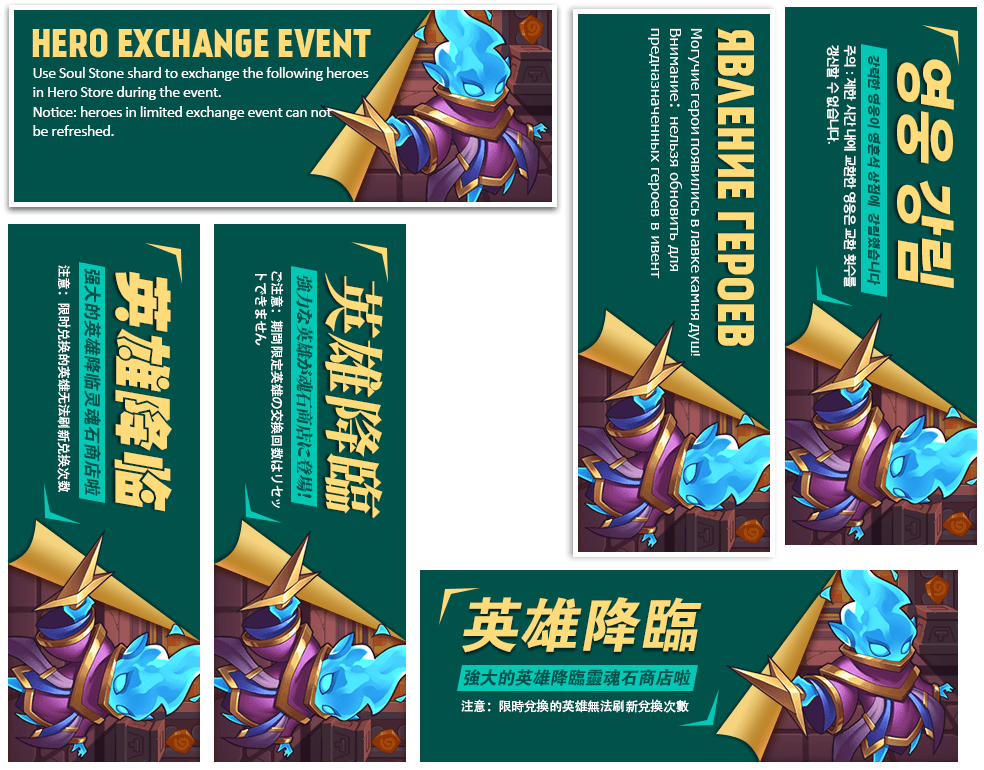 HERO EXCHANGE EVENT
Use Soul Stone shard to exchange the following heroes
in Hero Store during the event.
Notice: heroes in limited exchange event can not
be refreshed.
ЯВЛЕНИЕ ГЕРОЕВ
Могучие герои появились в лавке камня душ!
Внимание: нельзя обновить для
предназначенных героев в ивент
영웅 강림
강력한 영웅이 영혼석 상점에 강림했습니다
주의 : 제한 시간 내에 교환한 영웅은 교환 횟수를
갱신할 수 없습니다.
英雄降临
强大的英雄降临灵魂石商店啦
注意：限时兑换的英雄无法刷新兑换次数
英雄降臨
強力な英雄が魂石商店に登場!
ご注意：期間限定英雄の交換回数はリセッ
トできません
英雄降臨
強大的英雄降臨靈魂石商店啦
注意：限時兌換的英雄無法刷新兌換次數